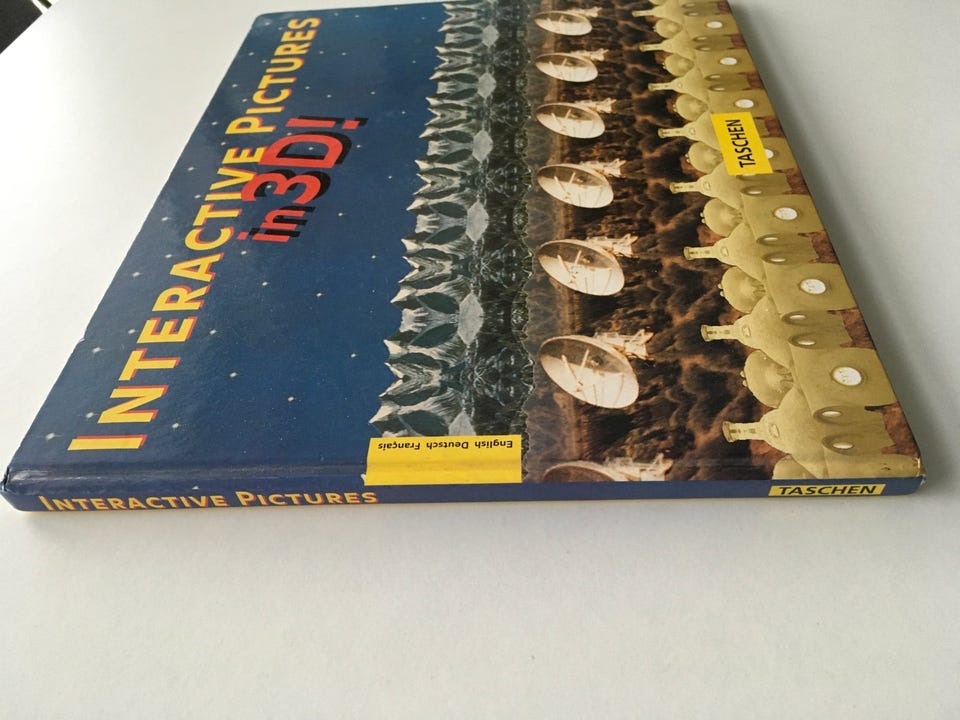 INTERACTIVE PICTURES
in 3D!
English Deutsch Français
TASCHEN
INTERACTIVE PICTURES
TASCHEN